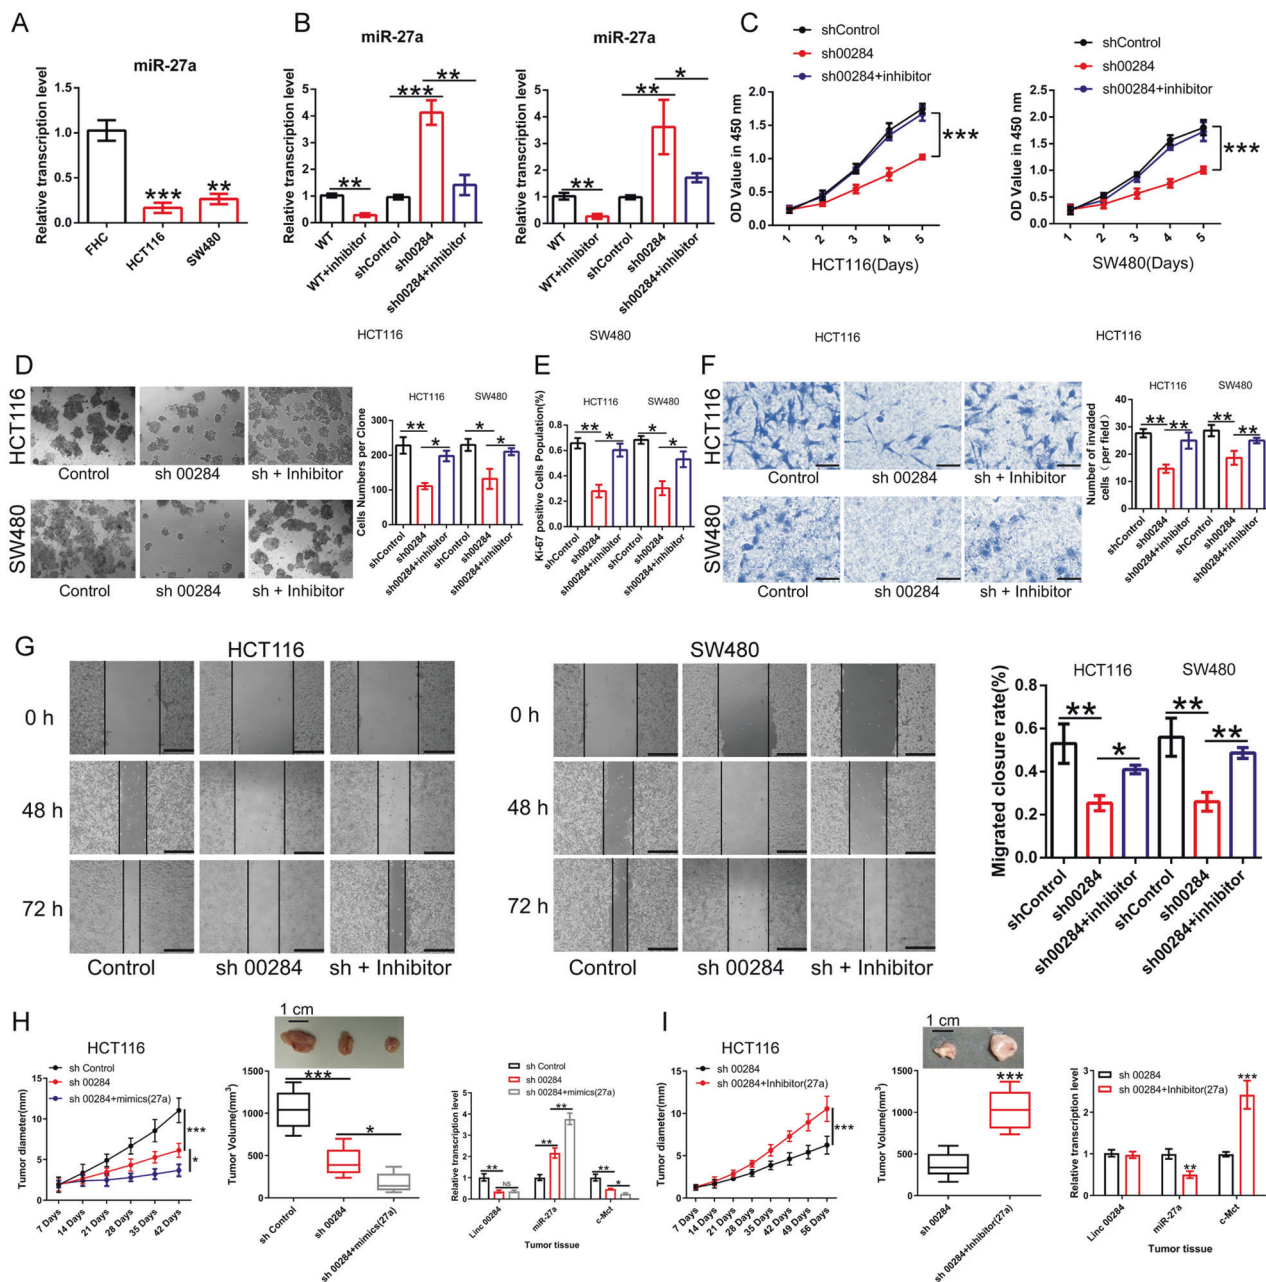 A
miR-27a
Relative transcription level
1.5
1.0
0.5
0.0
***
**
FHC
HCT116
SW480
B
miR-27a
Relative transcription level
5
4
3
2
1
0
**
***
**
WT
WT+inhibitor
shControl
sh00284
sh00284+inhibitor
HCT116
miR-27a
Relative transcription level
5
4
3
2
1
0
**
**
*
WT
WT+inhibitor
shControl
sh00284
sh00284+inhibitor
SW480
C
shControl
sh00284
sh00284+inhibitor
OD Value in 450 nm
2.0
1.5
1.0
0.5
0.0
***
1 2 3 4 5
HCT116(Days)
HCT116
shControl
sh00284
sh00284+inhibitor
OD Value in 450 nm
2.5
2.0
1.5
1.0
0.5
0.0
***
1 2 3 4 5
SW480(Days)
HCT116
D
HCT116
Control
sh 00284
sh + Inhibitor
SW480
Control
sh 00284
sh + Inhibitor
HCT116
SW480
Cells Numbers per Clone
300
200
100
0
**
*
*
*
shControl
sh00284
sh00284+inhibitor
shControl
sh00284
sh00284+inhibitor
E
Ki-67 positive Cells Population(%)
HCT116
SW480
0.8
0.6
0.4
0.2
0.0
**
*
*
*
shControl
sh00284
sh00284+inhibitor
shControl
sh00284
sh00284+inhibitor
F
HCT116
Control
sh 00284
sh + Inhibitor
SW480
Control
sh 00284
sh + Inhibitor
Number of invaded
cells（per field）
HCT116
SW480
40
30
20
10
0
**
**
**
**
shControl
sh00284
sh00284+inhibitor
shControl
sh00284
sh00284+inhibitor
G
HCT116
0 h
48 h
72 h
Control
sh 00284
sh + Inhibitor
SW480
0 h
48 h
72 h
Control
sh 00284
sh + Inhibitor
HCT116
SW480
Migrated closure rate(%)
0.8
0.6
0.4
0.2
0.0
**
*
**
**
shControl
sh00284
sh00284+inhibitor
shControl
sh00284
sh00284+inhibitor
H
HCT116
sh Control
sh 00284
sh 00284+mimics(27a)
Tumor diameter(mm)
15
10
5
0
***
*
7 Days
14 Days
21 Days
28 Days
35 Days
42 Days
1 cm
Tumor Volume(mm3)
1500
1000
500
0
***
*
sh Control
sh 00284
sh 00284+mimics(27a)
sh Control
sh 00284
sh 00284+mimics(27a)
Relative transcription level
5
4
3
2
1
0
**
NS
**
**
**
*
Linc 00284
miR-27a
c-Mct
Tumor tissue
I
HCT116
sh 00284
sh 00284+Inhibitor(27a)
Tumor diameter(mm)
15
10
5
0
***
7 Days
14 Days
21 Days
28 Days
35 Days
42 Days
49 Days
56 Days
1 cm
Tumor Volume(mm3)
1500
1000
500
0
***
sh 00284
sh 00284+Inhibitor(27a)
sh 00284
sh 00284+Inhibitor(27a)
Relative transcription level
3
2
1
0
**
***
Linc 00284
miR-27a
c-Mct
Tumor tissue